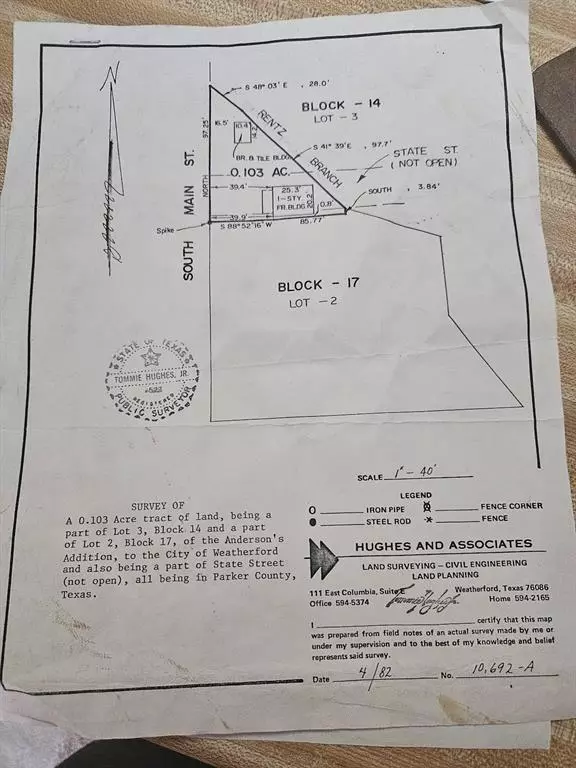 S 48° 03' E , 28.0'
BLOCK - 14
LOT - 3
RENTZ
BRANCH
97.25'
16.5'
10.4'
14.2'
S 41° 39' E , 97.7'
STATE ST.
( NOT OPEN)
BR. & TILE BLDG.
0.103 AC.
NORTH
39.4'
25.3'
1-STY
FR. BLDG.
20.2'
0.8'
SOUTH , 3.84'
39.9'
85.77'
Spike
S 88° 52' 16" W
SOUTH MAIN ST.
BLOCK - 17
LOT - 2
STATE OF TEXAS
TOMMIE HUGHES, JR.
REGISTERED
PUBLIC SURVEYOR
SCALE 1" - 40'
LEGEND
IRON PIPE
FENCE CORNER
STEEL ROD
FENCE
SURVEY OF
A 0.103 Acre tract of land, being a
part of Lot 3, Block 14 and a part
of Lot 2, Block 17, of the Anderson's
Addition, to the City of Weatherford
and also being a part of State Street
(not open), all being in Parker County,
Texas.
HUGHES AND ASSOCIATES
LAND SURVEYING – CIVIL ENGINEERING
LAND PLANNING
111 East Columbia, Suite E Weatherford, Texas 76086
Office 594-5374 Home 594-2165
I certify that this map
was prepared from field notes of an actual survey made by me or
under my supervision and to the best of my knowledge and belief
represents said survey.
Date 4/82 No. 10,692-A